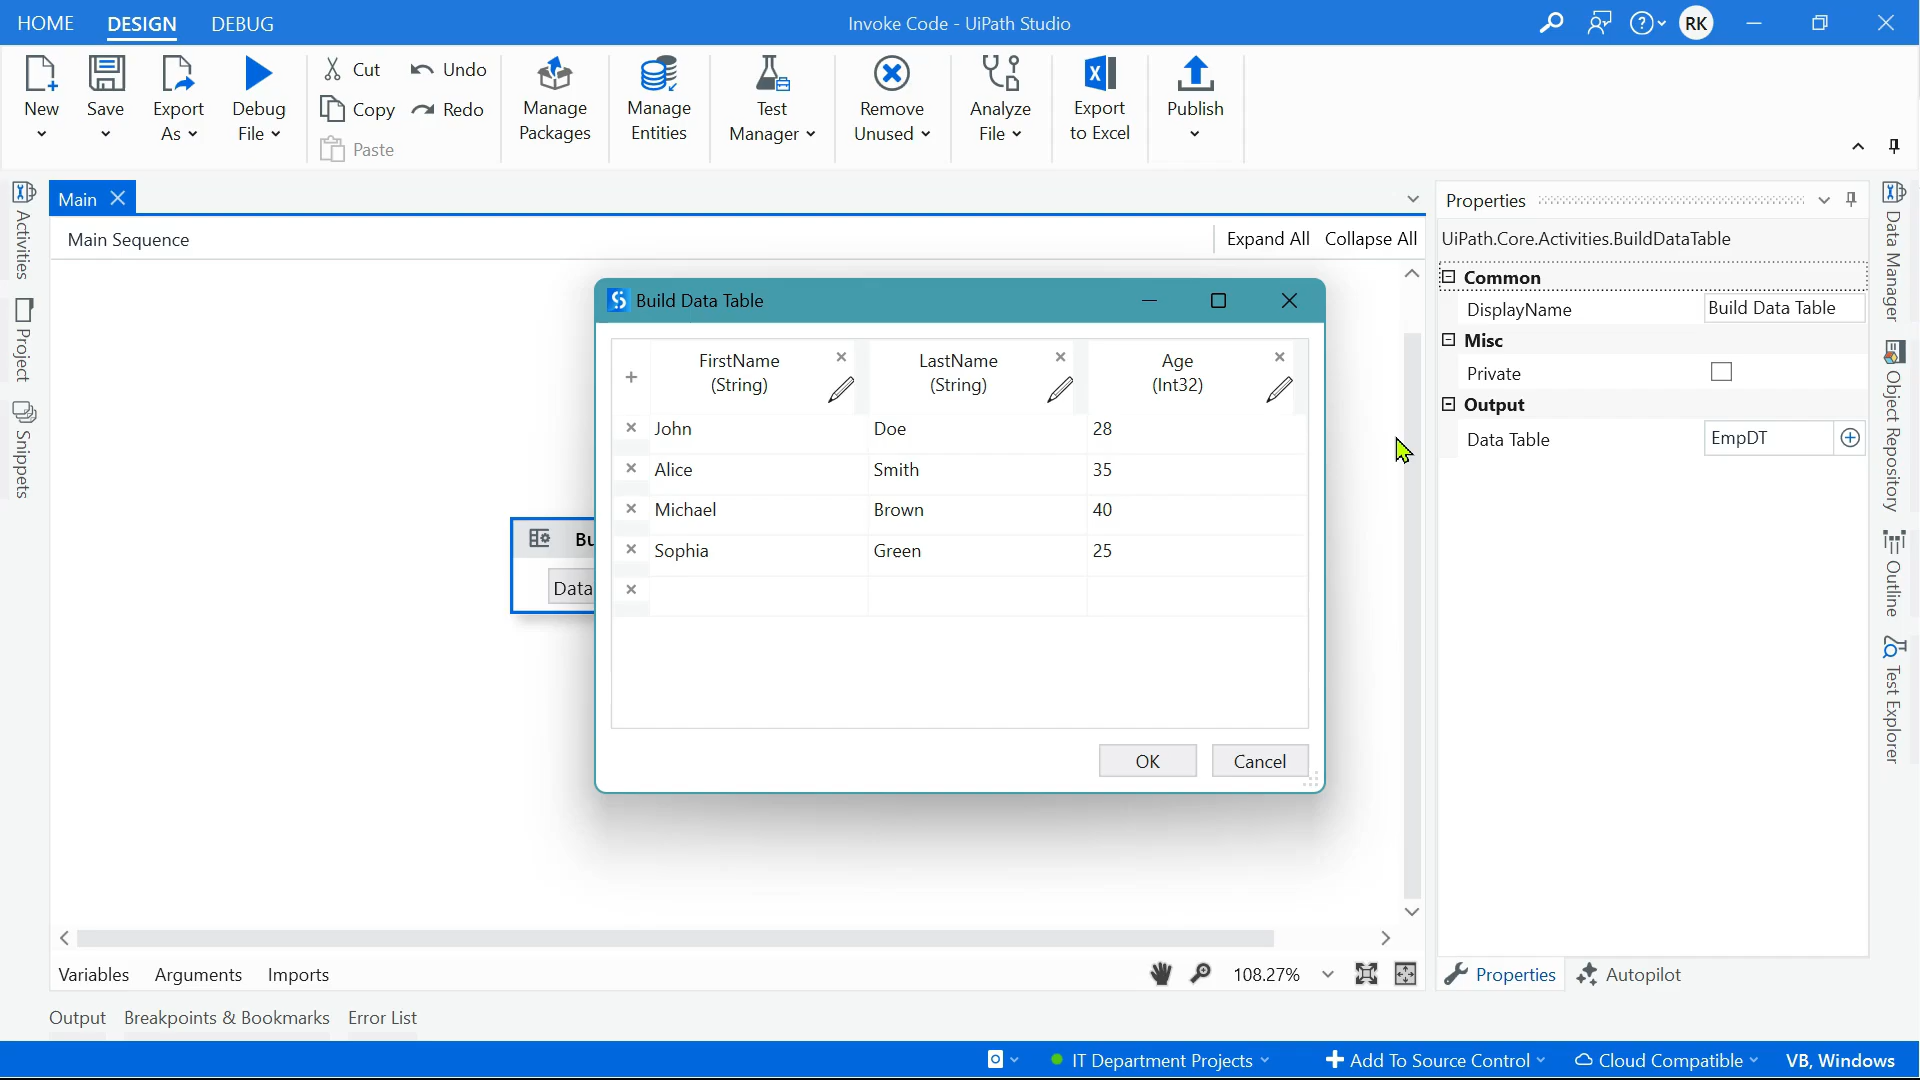 HOME DESIGN DEBUG Invoke Code - UiPath Studio RK
New Save Export As Debug File
Cut Undo
Copy Redo
Paste
Manage Packages
Manage Entities
Test Manager
Remove Unused
Analyze File
Export to Excel
Publish
Main
Main Sequence Expand All Collapse All
Activities
Project
Snippets
Bu
Data
Build Data Table
FirstName (String) LastName (String) Age (Int32)
John Doe 28
Alice Smith 35
Michael Brown 40
Sophia Green 25
OK Cancel
Properties
UiPath.Core.Activities.BuildDataTable
Common
DisplayName Build Data Table
Misc
Private
Output
Data Table EmpDT
Data Manager
Object Repository
Outline
Test Explorer
Variables Arguments Imports 108.27% Properties Autopilot
Output Breakpoints & Bookmarks Error List
IT Department Projects Add To Source Control Cloud Compatible VB, Windows